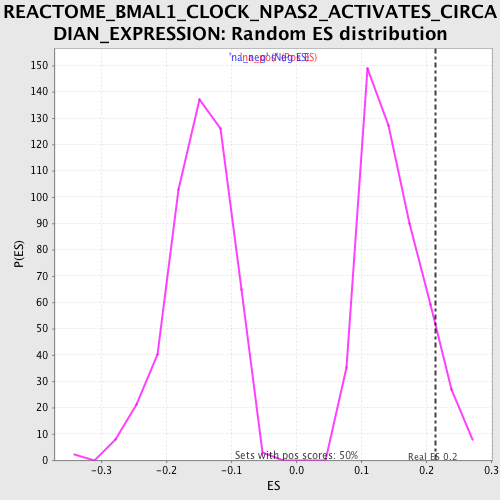 REACTOME_BMAL1_CLOCK_NPAS2_ACTIVATES_CIRCA
DIAN_EXPRESSION: Random ES distribution
150
140
130
120
110
100
90
80
70
60
50
40
30
20
10
0
P(ES)
Sets with pos scores: 50%
Real ES 0.2
-0.3 -0.2 -0.1 0.0 0.1 0.2 0.3
ES